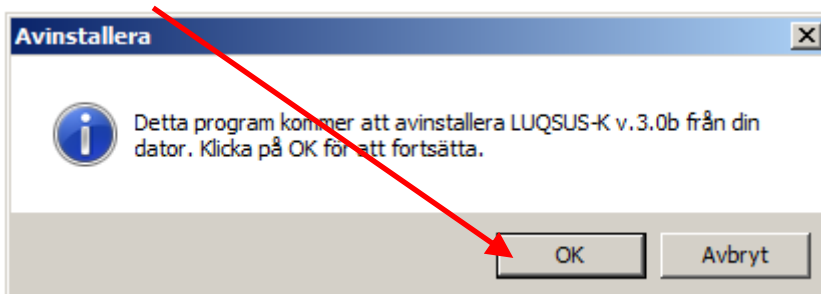 Avinstallera
Detta program kommer att avinstallera LUQSUS-K v.3.0b från din
dator. Klicka på OK för att fortsätta.
OK
Avbryt